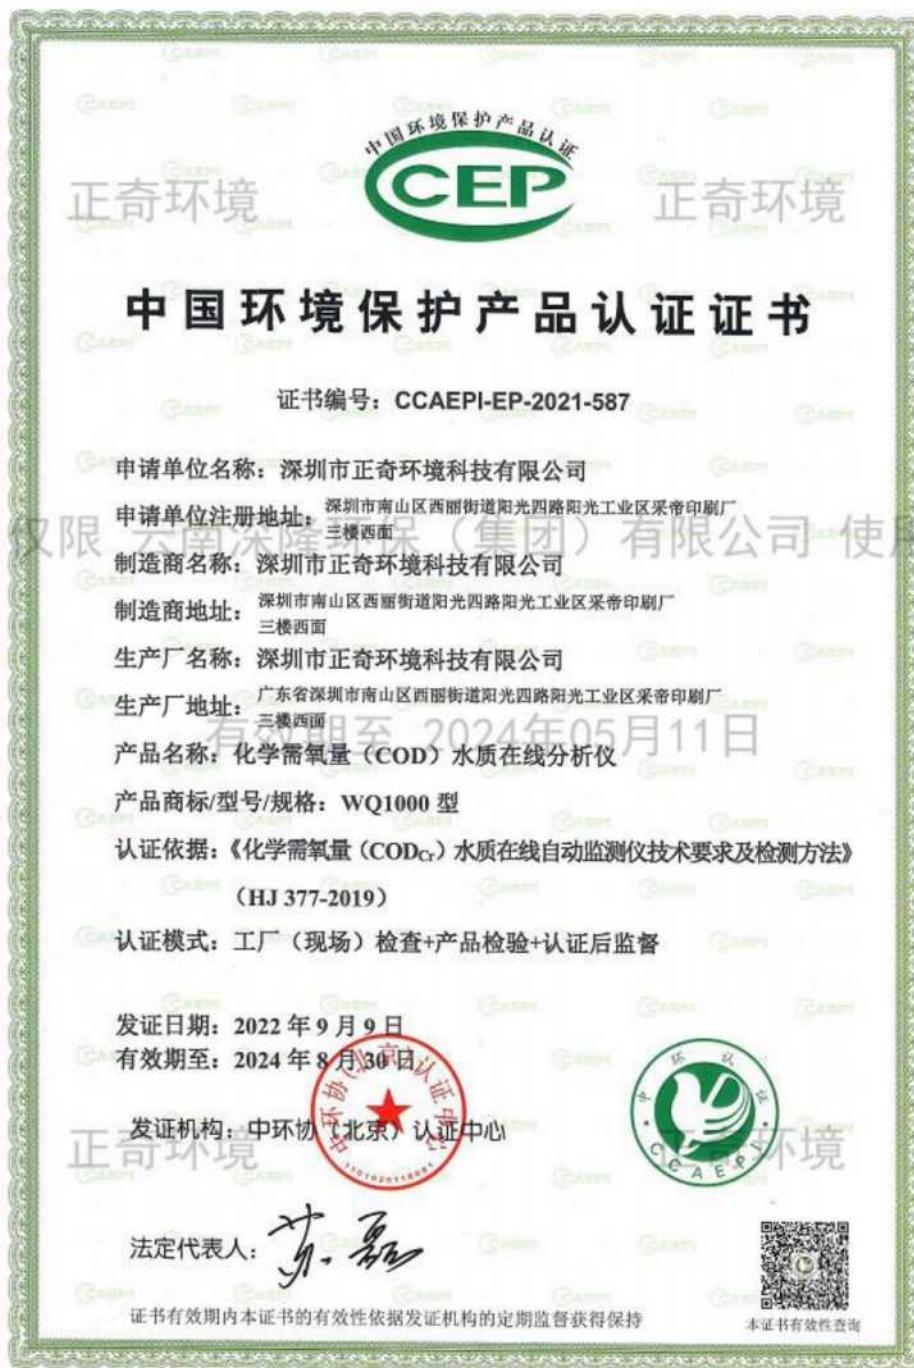 中国环境保护产品认证
CEP
正奇环境
正奇环境
中国环境保护产品认证证书
证书编号：CCAEPI-EP-2021-587
申请单位名称：深圳市正奇环境科技有限公司
申请单位注册地址：深圳市南山区西丽街道阳光四路阳光工业区采帝印刷厂
三楼西面
仅限 云南深隆环保（集团）有限公司 使用
制造商名称：深圳市正奇环境科技有限公司
制造商地址：深圳市南山区西丽街道阳光四路阳光工业区采帝印刷厂
三楼西面
生产厂名称：深圳市正奇环境科技有限公司
生产厂地址：广东省深圳市南山区西丽街道阳光四路阳光工业区采帝印刷厂
三楼西面
有效期至 2024年05月11日
产品名称：化学需氧量（COD）水质在线分析仪
产品商标/型号/规格：WQ1000 型
认证依据：《化学需氧量（CODCr）水质在线自动监测仪技术要求及检测方法》
（HJ 377-2019）
认证模式：工厂（现场）检查+产品检验+认证后监督
发证日期：2022 年 9 月 9 日
有效期至：2024 年 8 月 30 日
发证机构：中环协（北京）认证中心
中环协(北京)认证中心
中环认证
CCAEPI
正奇环境
正奇环境
法定代表人：
证书有效期内本证书的有效性依据发证机构的定期监督获得保持
本证书有效性查询